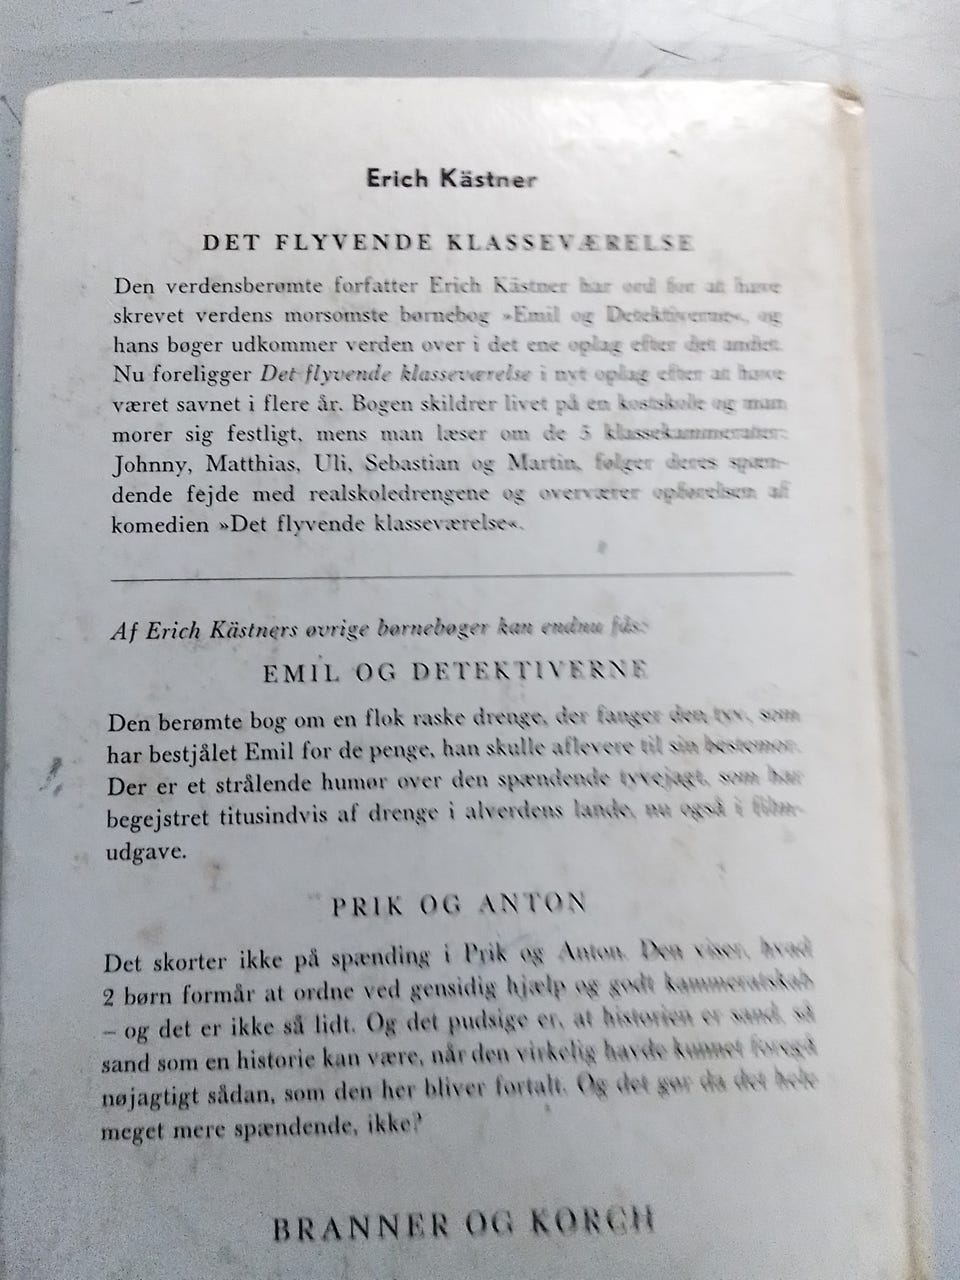 Erich Kästner
DET FLYVENDE KLASSEVÆRELSE
Den verdensberømte forfatter Erich Kästner har ord for at have
skrevet verdens morsomste børnebog »Emil og Detektiverne«, og
hans bøger udkommer verden over i det ene oplag efter det andet.
Nu foreligger Det flyvende klasseværelse i nyt oplag efter at have
været savnet i flere år. Bogen skildrer livet på en kostskole og man
morer sig festligt, mens man læser om de 5 klassekammerater:
Johnny, Matthias, Uli, Sebastian og Martin, følger deres spæn-
dende fejde med realskoledrengene og overværer opførelsen af
komedien »Det flyvende klasseværelse«.
Af Erich Kästners øvrige børnebøger kan endnu fås:
EMIL OG DETEKTIVERNE
Den berømte bog om en flok raske drenge, der fanger den tyv, som
har bestjålet Emil for de penge, han skulle aflevere til sin bestemor.
Der er et strålende humør over den spændende tyvejagt, som har
begejstret titusindvis af drenge i alverdens lande, nu også i film-
udgave.
PRIK OG ANTON
Det skorter ikke på spænding i Prik og Anton. Den viser, hvad
2 børn formår at ordne ved gensidig hjælp og godt kammeratskab
– og det er ikke så lidt. Og det pudsige er, at historien er sand, så
sand som en historie kan være, når den virkelig havde kunnet foregå
nøjagtigt sådan, som den her bliver fortalt. Og det gør da det hele
meget mere spændende, ikke?
BRANNER OG KORCH